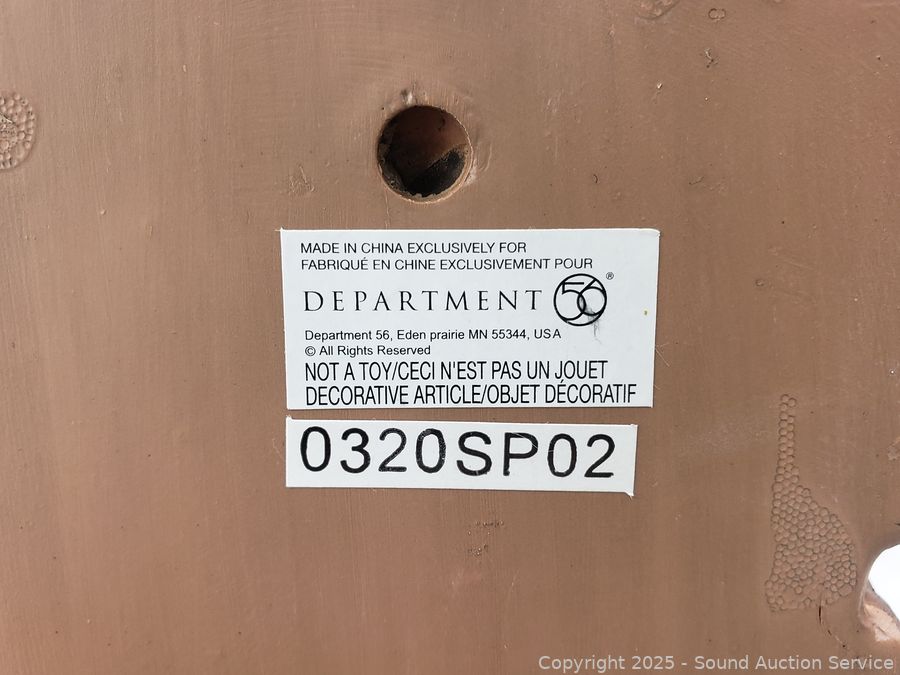 MADE IN CHINA EXCLUSIVELY FOR
FABRIQUÉ EN CHINE EXCLUSIVEMENT POUR
DEPARTMENT 56®
Department 56, Eden prairie MN 55344, USA
© All Rights Reserved
NOT A TOY/CECI N'EST PAS UN JOUET
DECORATIVE ARTICLE/OBJET DÉCORATIF
0320SP02
Copyright 2025 - Sound Auction Service